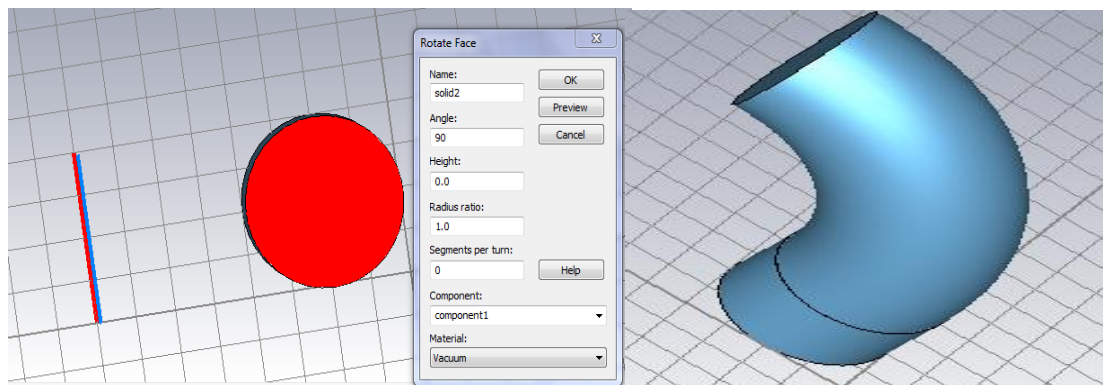 Rotate Face
Name:
solid2
OK
Preview
Angle:
90
Cancel
Height:
0.0
Radius ratio:
1.0
Segments per turn:
0
Help
Component:
component1
Material:
Vacuum